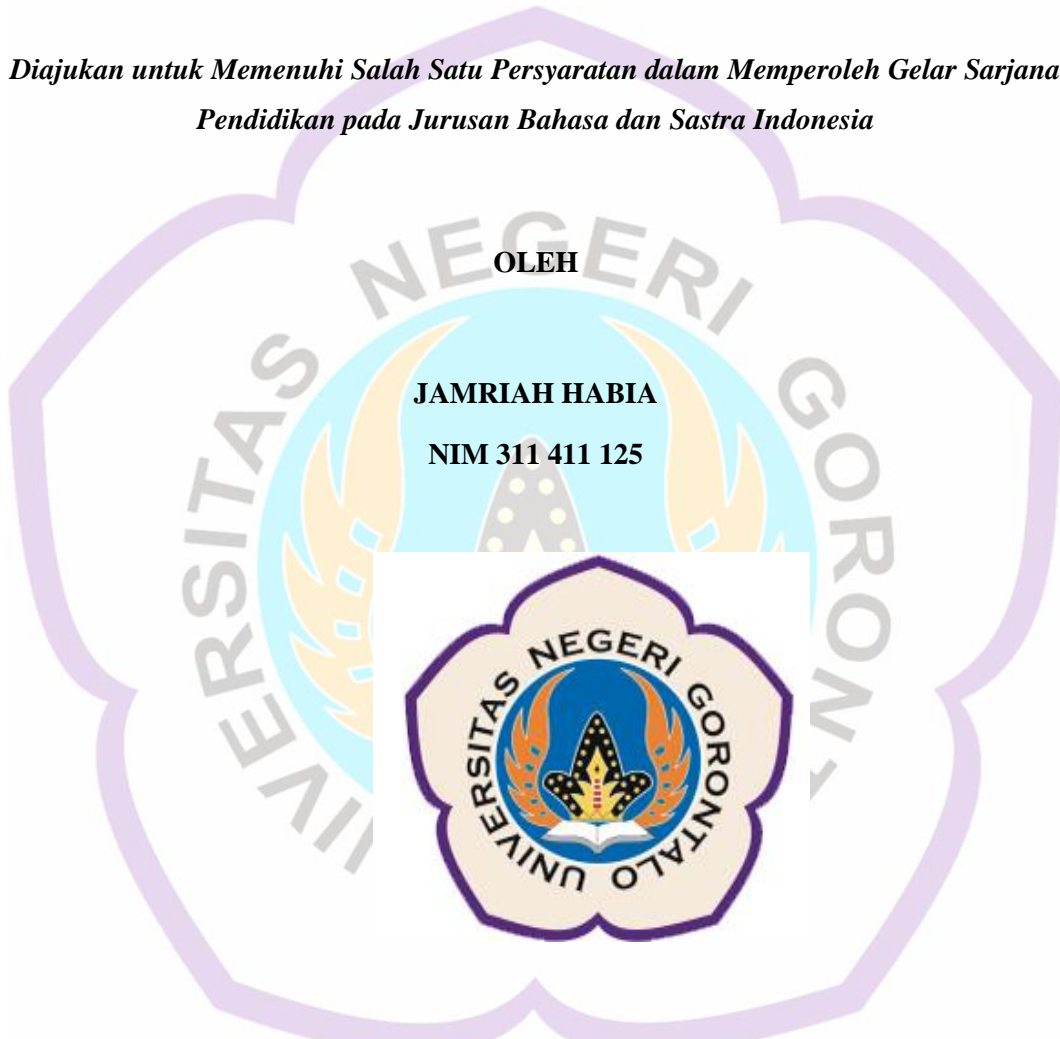 Diajukan untuk Memenuhi Salah Satu Persyaratan dalam Memperoleh Gelar Sarjana
Pendidikan pada Jurusan Bahasa dan Sastra Indonesia
OLEH
JAMRIAH HABIA
NIM 311 411 125
UNIVERSITAS NEGERI GORONTALO